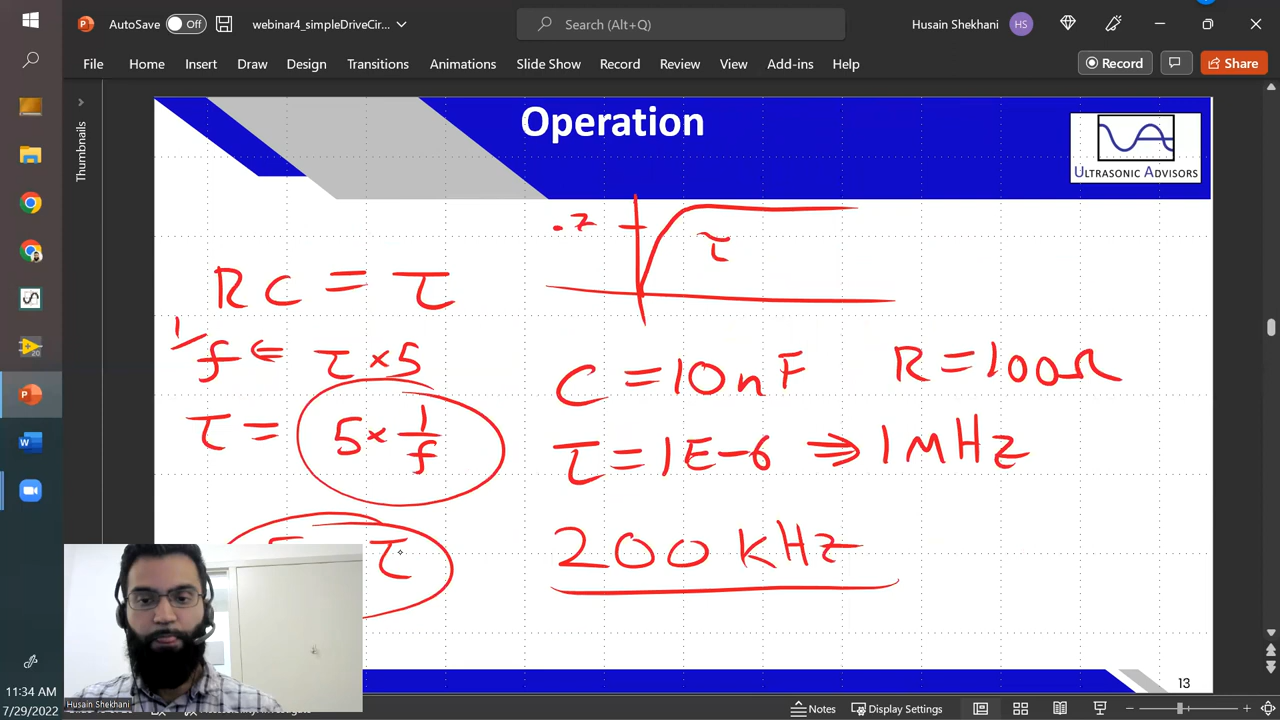 AutoSave Off webinar4_simpleDriveCir... Search (Alt+Q) Husain Shekhani HS
File Home Insert Draw Design Transitions Animations Slide Show Record Review View Add-ins Help Record Share
Thumbnails
Operation
ULTRASONIC ADVISORS
.7
τ
RC = τ
1/f ← τ × 5
C = 10nF R = 100Ω
τ = 5 × 1/f
τ = 1E-6 ⇒ 1MHz
τ
200 KHz
Husain Shekhani
13
11:34 AM
7/29/2022
Notes Display Settings